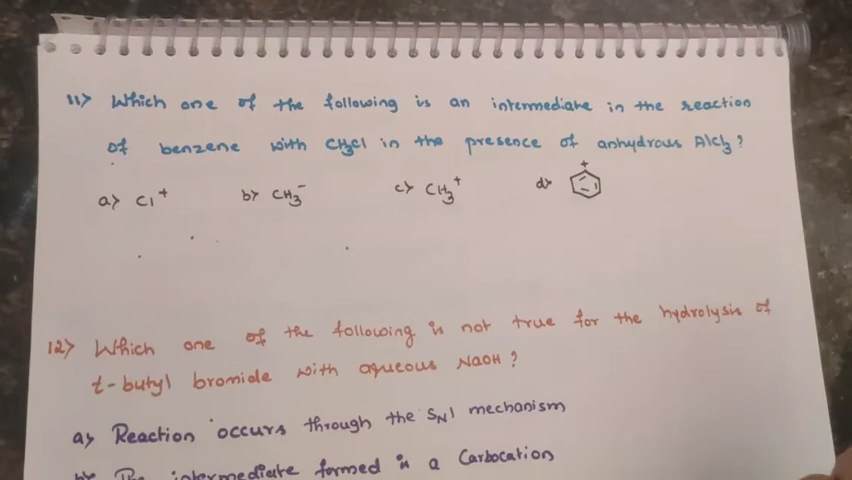 11> Which one of the following is an intermediate in the reaction
of benzene with CH3Cl in the presence of anhydrous AlCl3?
a> Cl+ b> CH3- c> CH3+ d> +
12> Which one of the following is not true for the hydrolysis of
t-butyl bromide with aqueous NaOH?
a> Reaction occurs through the SN1 mechanism
b> The intermediate formed is a Carbocation